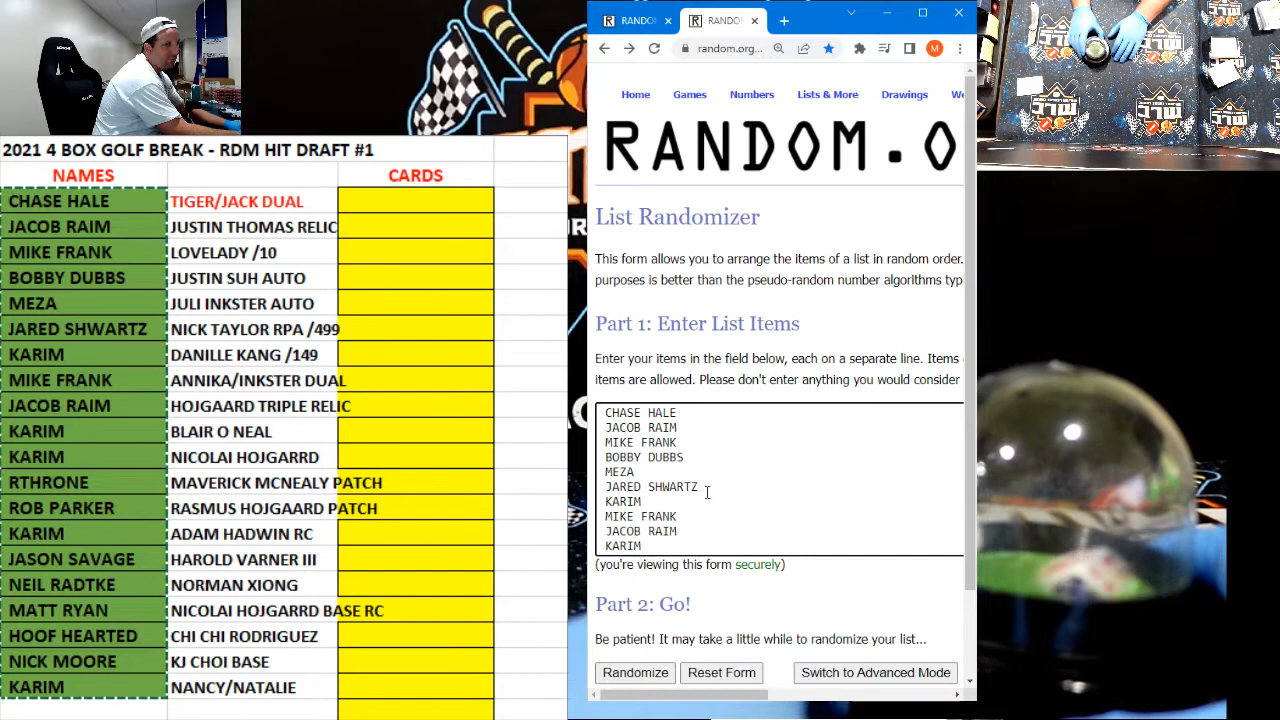 2021 4 BOX GOLF BREAK - RDM HIT DRAFT #1
NAMES CARDS
CHASE HALE TIGER/JACK DUAL
JACOB RAIM JUSTIN THOMAS RELIC
MIKE FRANK LOVELADY /10
BOBBY DUBBS JUSTIN SUH AUTO
MEZA JULI INKSTER AUTO
JARED SHWARTZ NICK TAYLOR RPA /499
KARIM DANILLE KANG /149
MIKE FRANK ANNIKA/INKSTER DUAL
JACOB RAIM HOJGAARD TRIPLE RELIC
KARIM BLAIR O NEAL
KARIM NICOLAI HOJGARRD
RTHRONE MAVERICK MCNEALY PATCH
ROB PARKER RASMUS HOJGAARD PATCH
KARIM ADAM HADWIN RC
JASON SAVAGE HAROLD VARNER III
NEIL RADTKE NORMAN XIONG
MATT RYAN NICOLAI HOJGARRD BASE RC
HOOF HEARTED CHI CHI RODRIGUEZ
NICK MOORE KJ CHOI BASE
KARIM NANCY/NATALIE
RANDO
RANDO
random.org...
M
Home Games Numbers Lists & More Drawings We
RANDOM.O
List Randomizer
This form allows you to arrange the items of a list in random order.
purposes is better than the pseudo-random number algorithms typ
Part 1: Enter List Items
Enter your items in the field below, each on a separate line. Items
items are allowed. Please don't enter anything you would consider
CHASE HALE
JACOB RAIM
MIKE FRANK
BOBBY DUBBS
MEZA
JARED SHWARTZ
KARIM
MIKE FRANK
JACOB RAIM
KARIM
(you're viewing this form securely)
Part 2: Go!
Be patient! It may take a little while to randomize your list...
Randomize Reset Form Switch to Advanced Mode